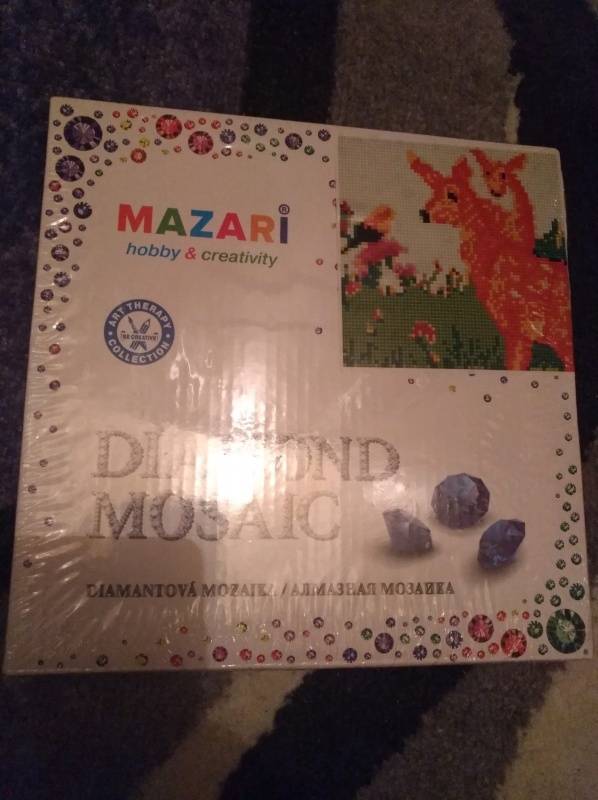 MAZARi®
hobby & creativity
ART THERAPY
BE CREATIVE
COLLECTION
DIAMOND
MOSAIC
DIAMANTOVÁ MOZAIKA / АЛМАЗНАЯ МОЗАИКА